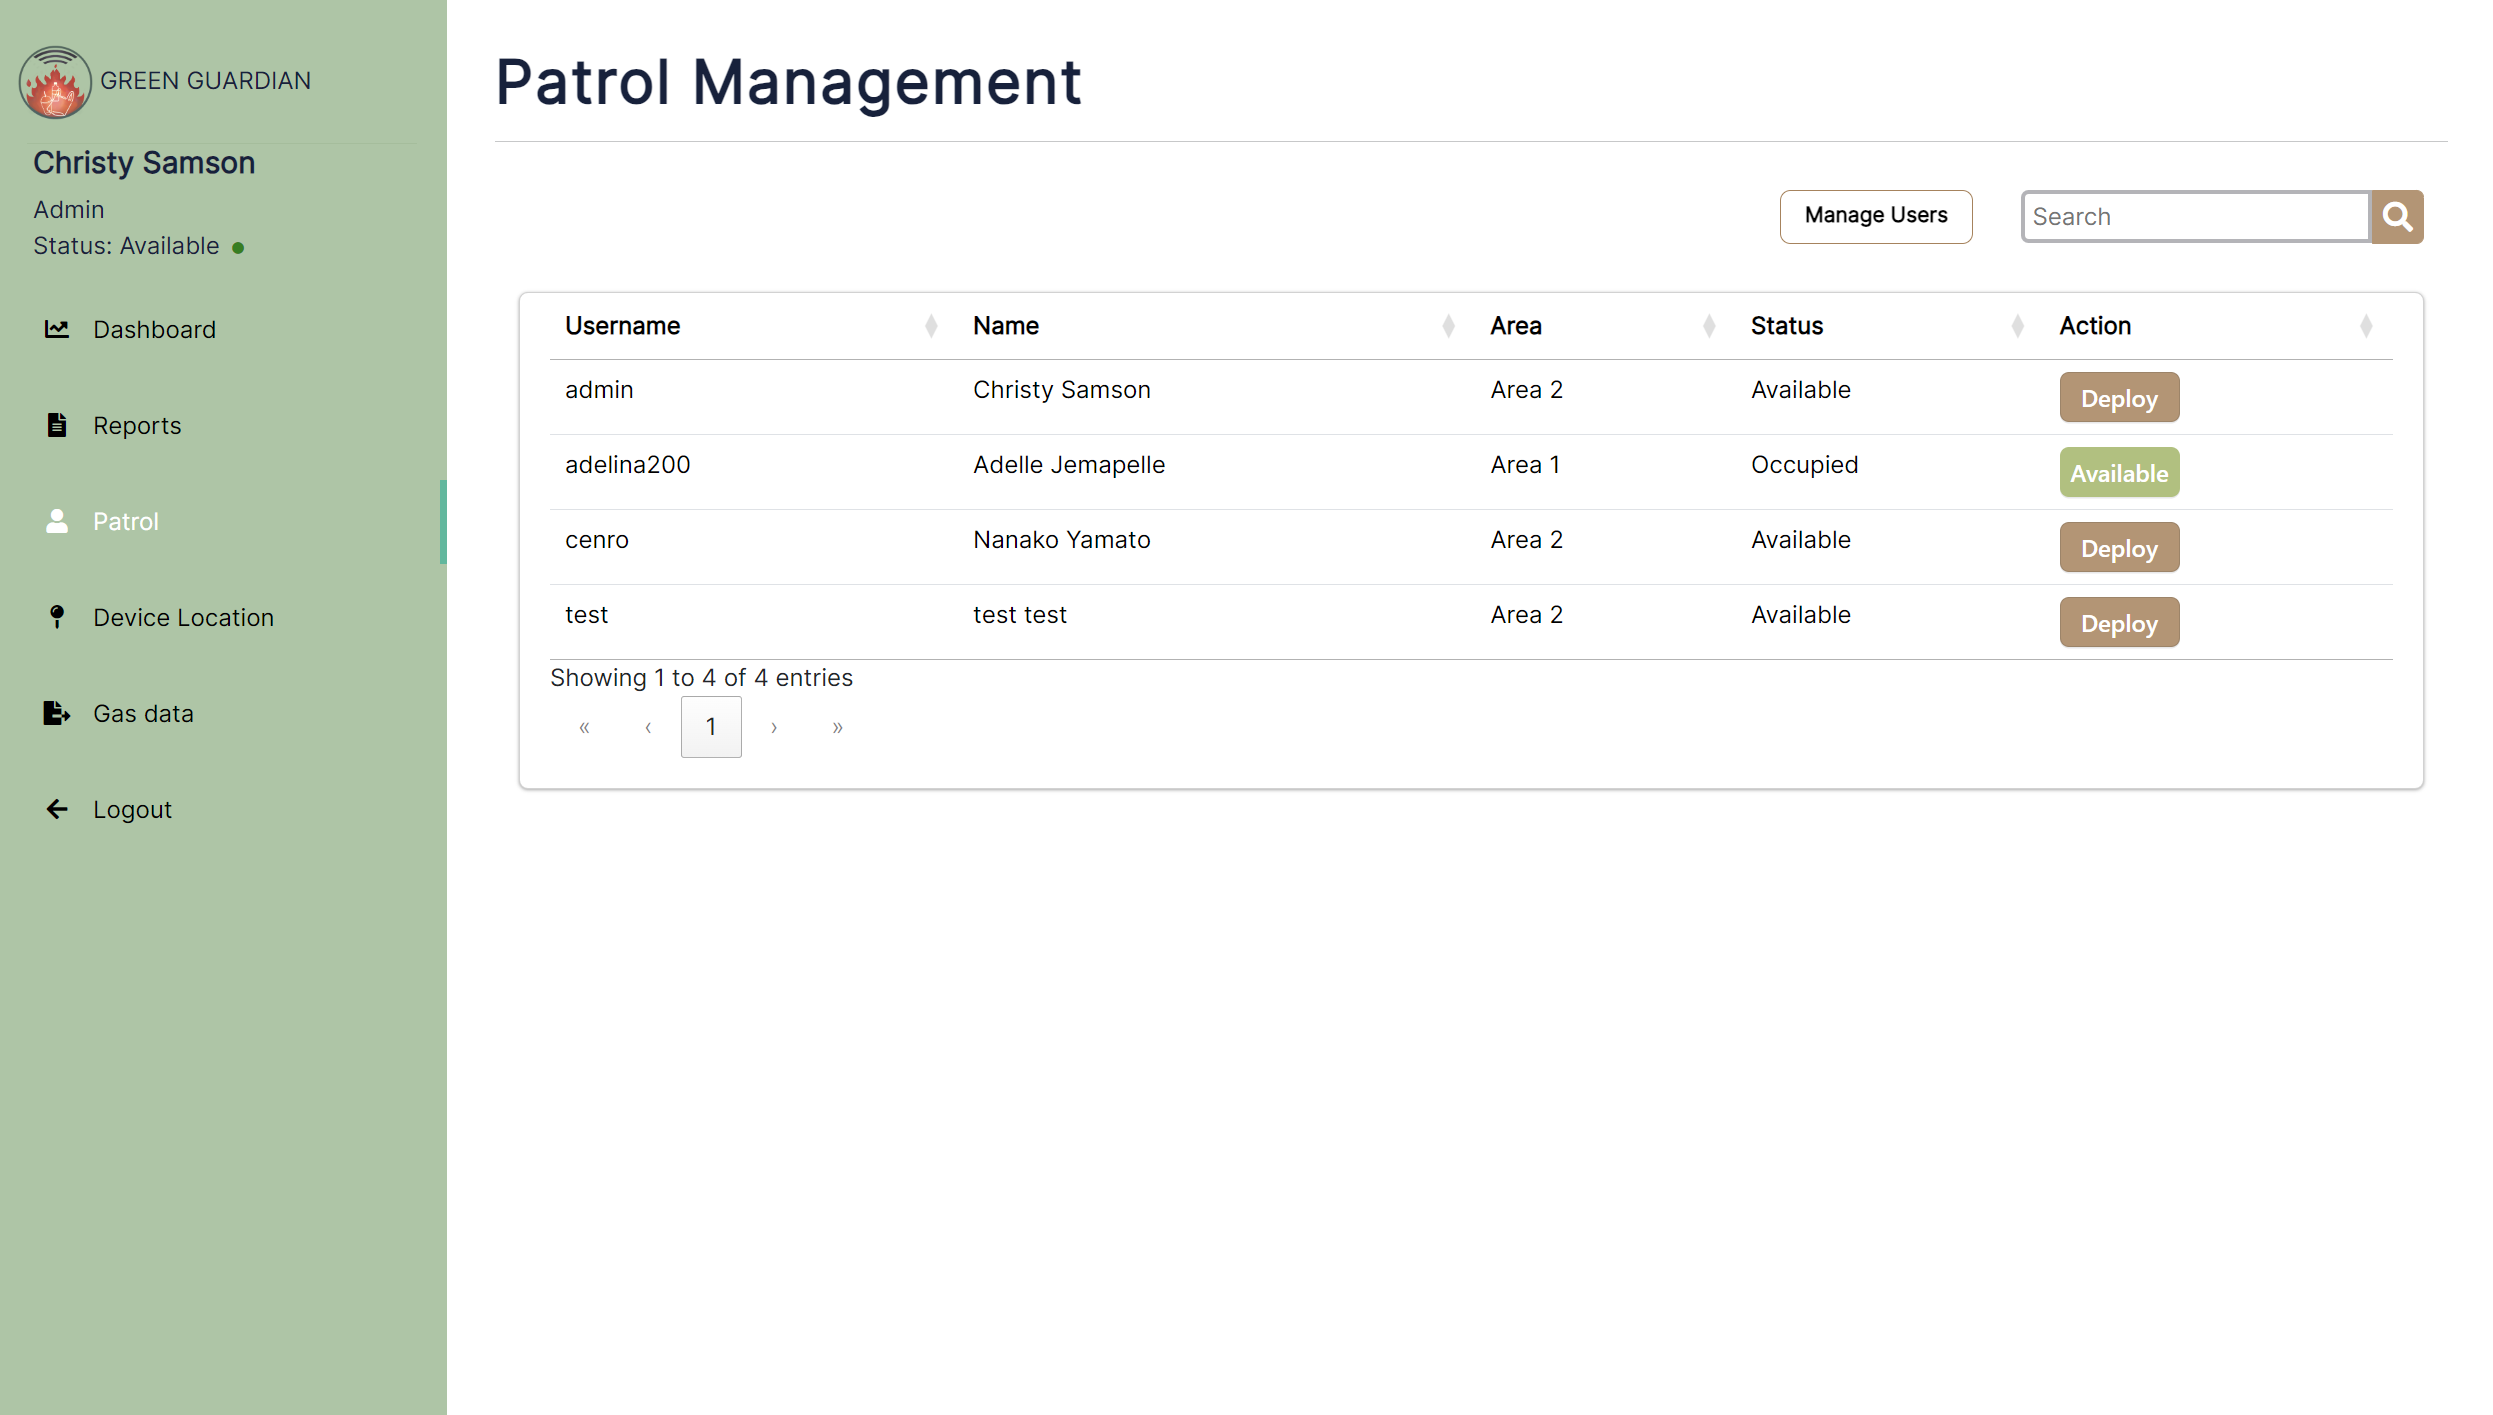 GREEN GUARDIAN
Christy Samson
Admin
Status: Available
Dashboard
Reports
Patrol
Device Location
Gas data
Logout
Patrol Management
Manage Users
Search
Username Name Area Status Action
admin Christy Samson Area 2 Available Deploy
adelina200 Adelle Jemapelle Area 1 Occupied Available
cenro Nanako Yamato Area 2 Available Deploy
test test test Area 2 Available Deploy
Showing 1 to 4 of 4 entries
« ‹ 1 › »